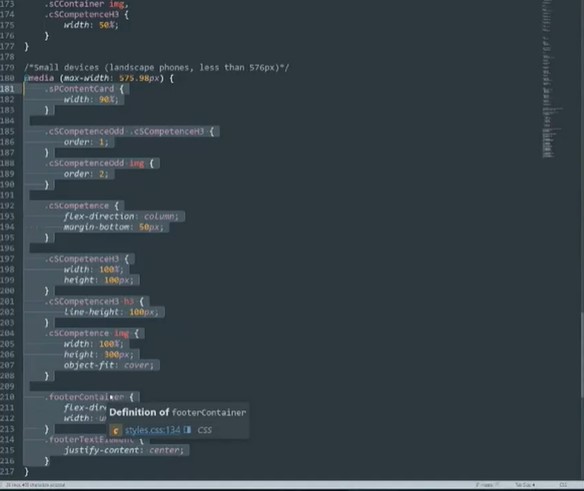 173 .sCContainer img,
174 .cSCompetenceH3 {
175 width: 50%;
176 }
177 }
178
179 /*Small devices (landscape phones, less than 576px)*/
180 @media (max-width: 575.98px) {
181 .sPContentCard {
182 width: 90%;
183 }
184
185 .cSCompetenceOdd .cSCompetenceH3 {
186 order: 1;
187 }
188 .cSCompetenceOdd img {
189 order: 2;
190 }
191
192 .cSCompetence {
193 flex-direction: column;
194 margin-bottom: 50px;
195 }
196
197 .cSCompetenceH3 {
198 width: 100%;
199 height: 100px;
200 }
201 .cSCompetenceH3 h3 {
202 line-height: 100px;
203 }
204 .cSCompetence img {
205 width: 100%;
206 height: 300px;
207 object-fit: cover;
208 }
209
210 .footerContainer {
211 flex-dire
212 width:
213 }
214 .footerTextElement {
215 justify-content: center;
216 }
217 }
Definition of footerContainer
styles.css:134 CSS